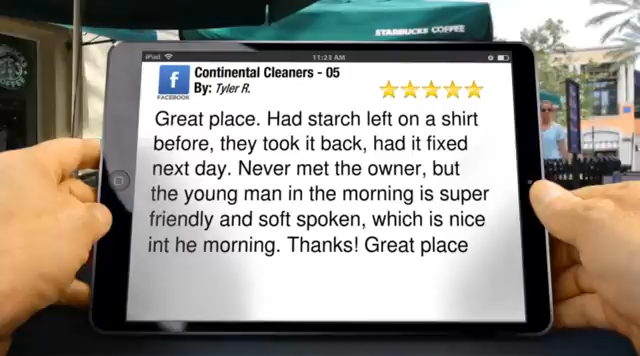 STARBUCKS COFFEE
iPad
11:23 AM
f
FACEBOOK
Continental Cleaners - 05
By: Tyler R.
Great place. Had starch left on a shirt
before, they took it back, had it fixed
next day. Never met the owner, but
the young man in the morning is super
friendly and soft spoken, which is nice
int he morning. Thanks! Great place